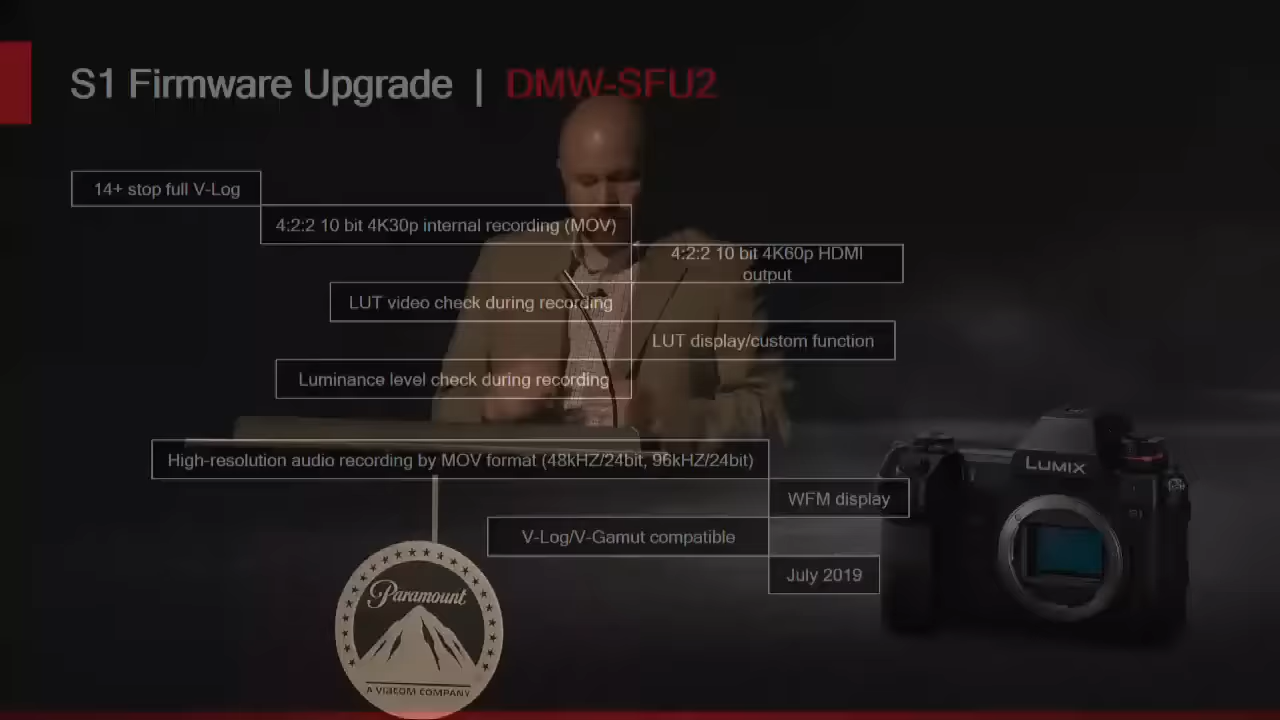 S1 Firmware Upgrade | DMW-SFU2
14+ stop full V-Log
4:2:2 10 bit 4K30p internal recording (MOV)
4:2:2 10 bit 4K60p HDMI
output
LUT video check during recording
LUT display/custom function
Luminance level check during recording
High-resolution audio recording by MOV format (48kHZ/24bit, 96kHZ/24bit)
WFM display
V-Log/V-Gamut compatible
July 2019
LUMIX
S1
Paramount
A VIACOM COMPANY